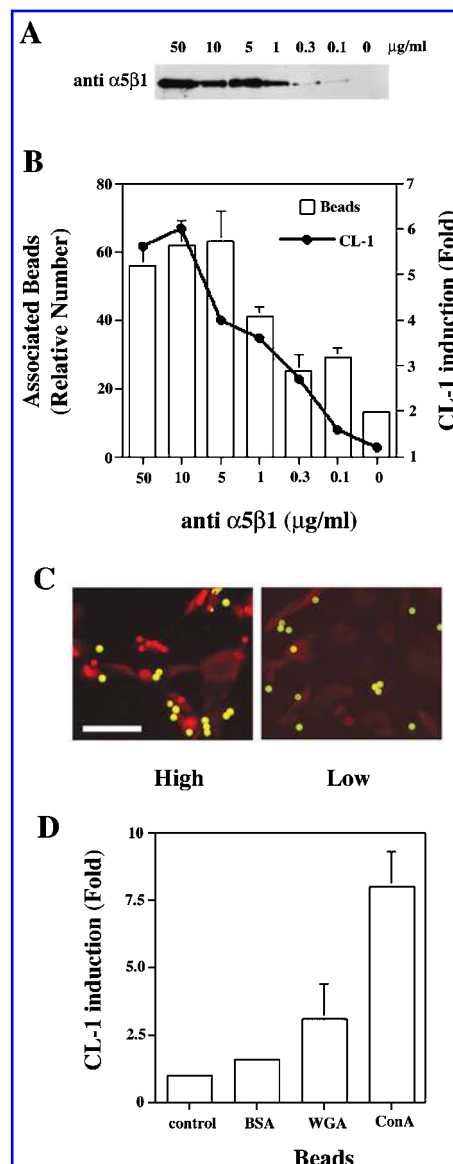 A
50 10 5 1 0.3 0.1 0 μg/ml
anti α5β1
B
80
60
40
20
0
Associated Beads
(Relative Number)
Beads
CL-1
7
6
5
4
3
2
1
CL-1 induction (Fold)
50 10 5 1 0.3 0.1 0
anti α5β1 (μg/ml)
C
High Low
D
10
7.5
5.0
2.5
0
CL-1 induction (Fold)
control BSA WGA ConA
Beads